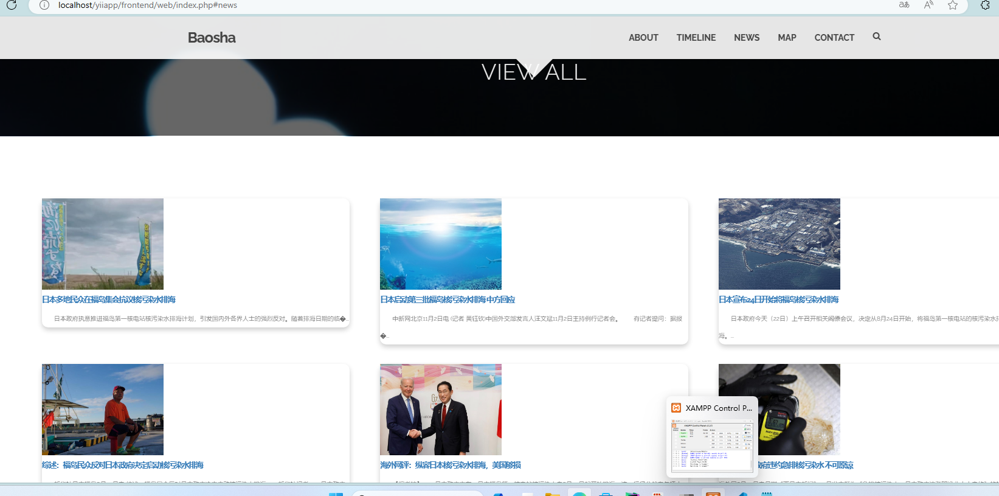 localhost/yiiapp/frontend/web/index.php#news
Baosha
ABOUT TIMELINE NEWS MAP CONTACT
VIEW ALL
日本多地民众在福岛集会抗议核污染水排海
日本政府执意推进福岛第一核电站核污染水排海计划，引发国内外各界人士的强烈反对。随着排海日期的临�...
日本启动第三批福岛核污染水排海 中方回应
中新网北京11月2日电 (记者 黄钰钦)中国外交部发言人汪文斌11月2日主持例行记者会。 有记者提问：据报
�...
日本宣布24日开始将福岛核污染水排海
日本政府今天（22日）上午召开相关阁僚会议，决定从8月24日开始，将福岛第一核电站的核污染水排
海。...
综述：福岛民众反对日本政府决定启动核污染水排海
海外网评：纵容日本核污染水排海，美国够损
政府违约急排核污染水 不可原谅
XAMPP Control P...